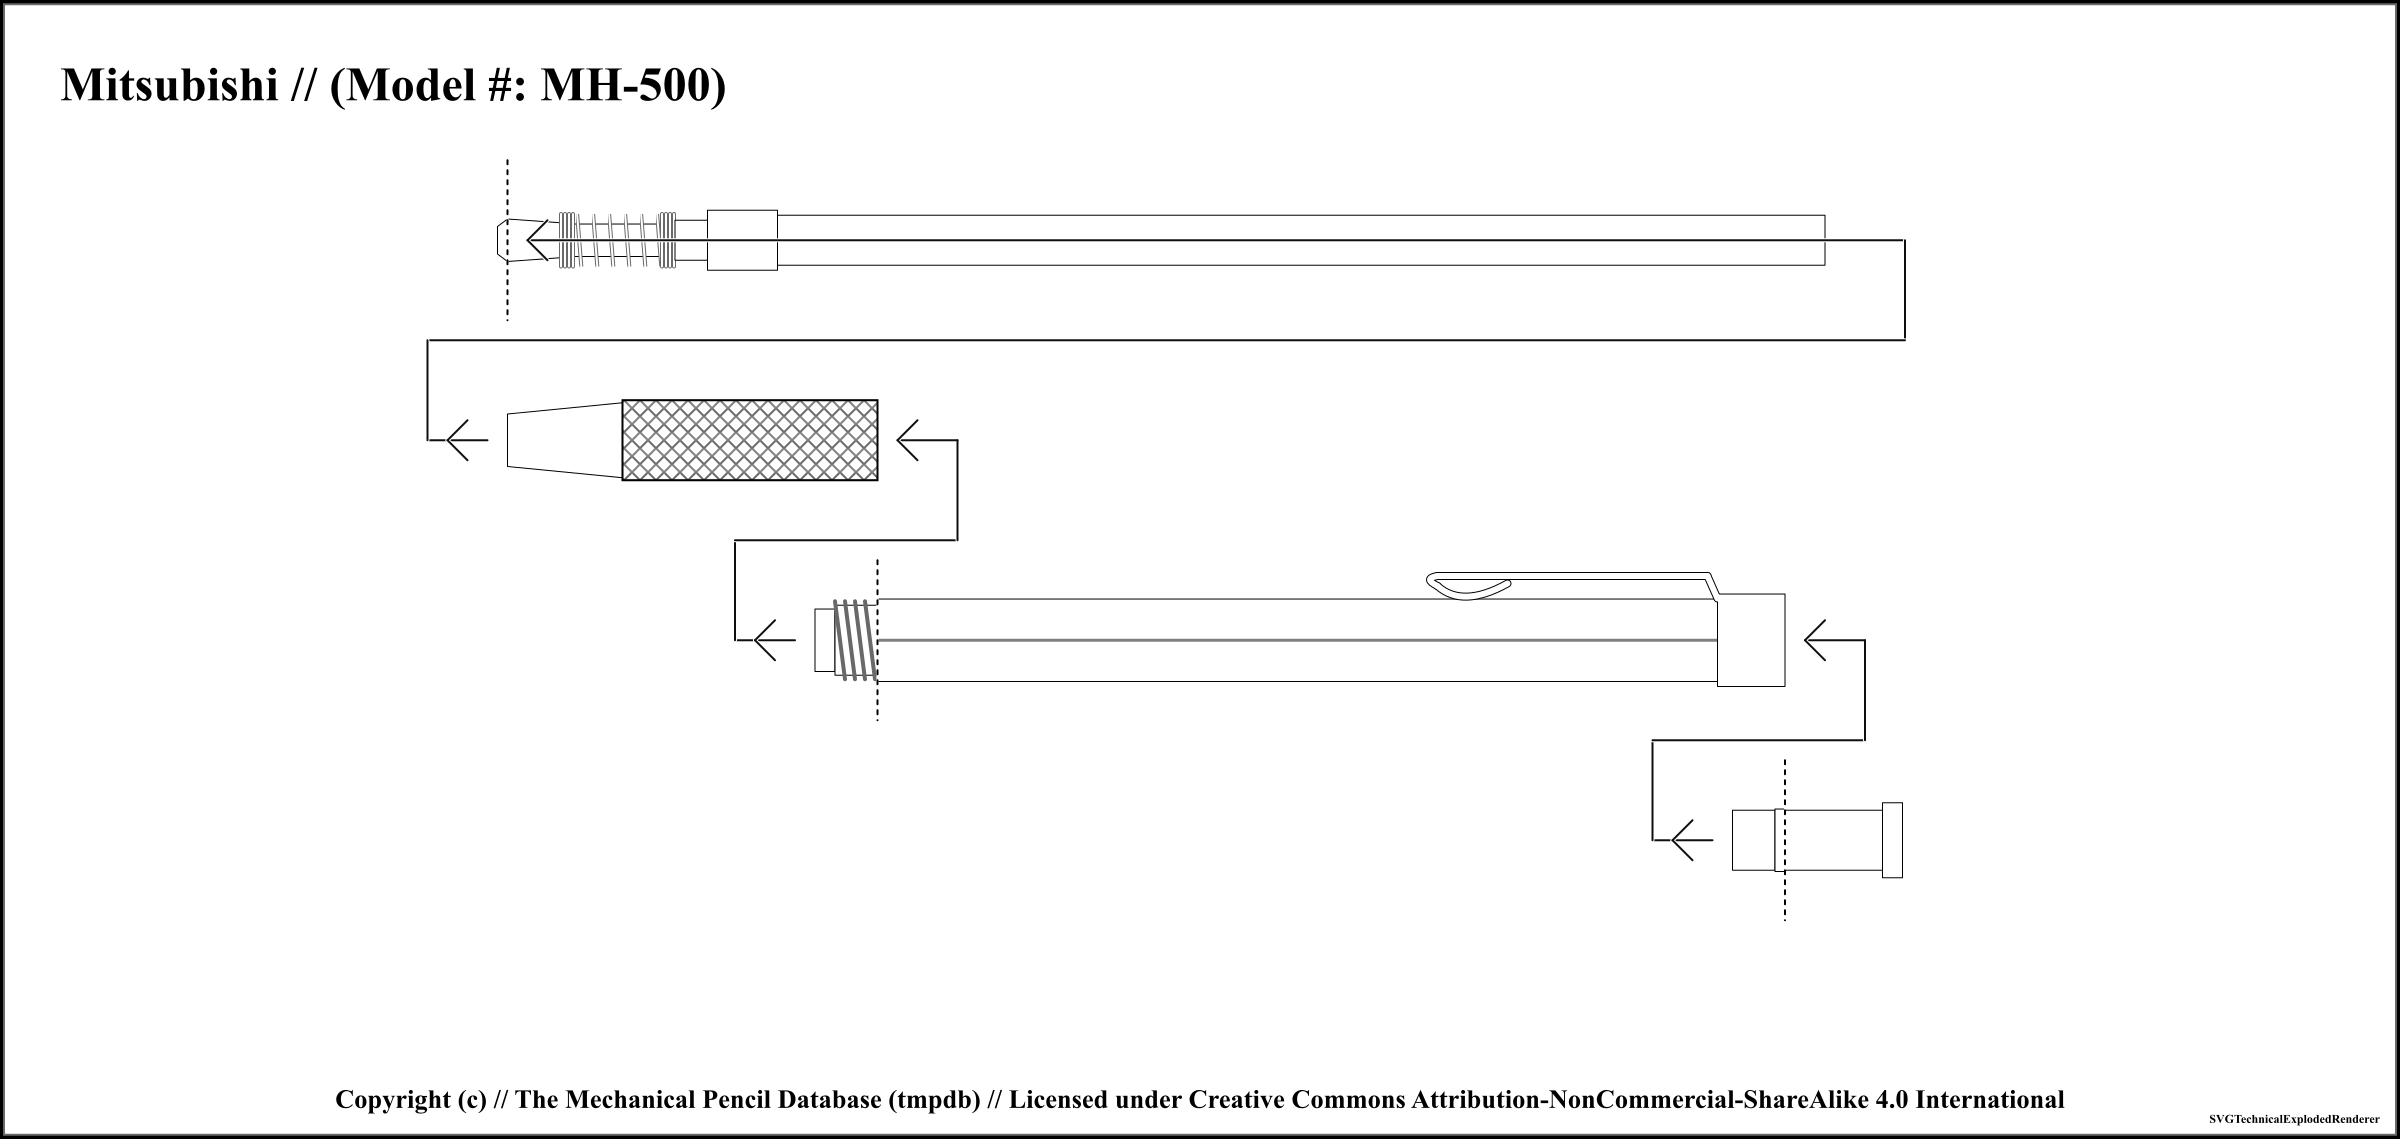 Mitsubishi // (Model #: MH-500)
Copyright (c) // The Mechanical Pencil Database (tmpdb) // Licensed under Creative Commons Attribution-NonCommercial-ShareAlike 4.0 International
SVGTechnicalExplodedRenderer